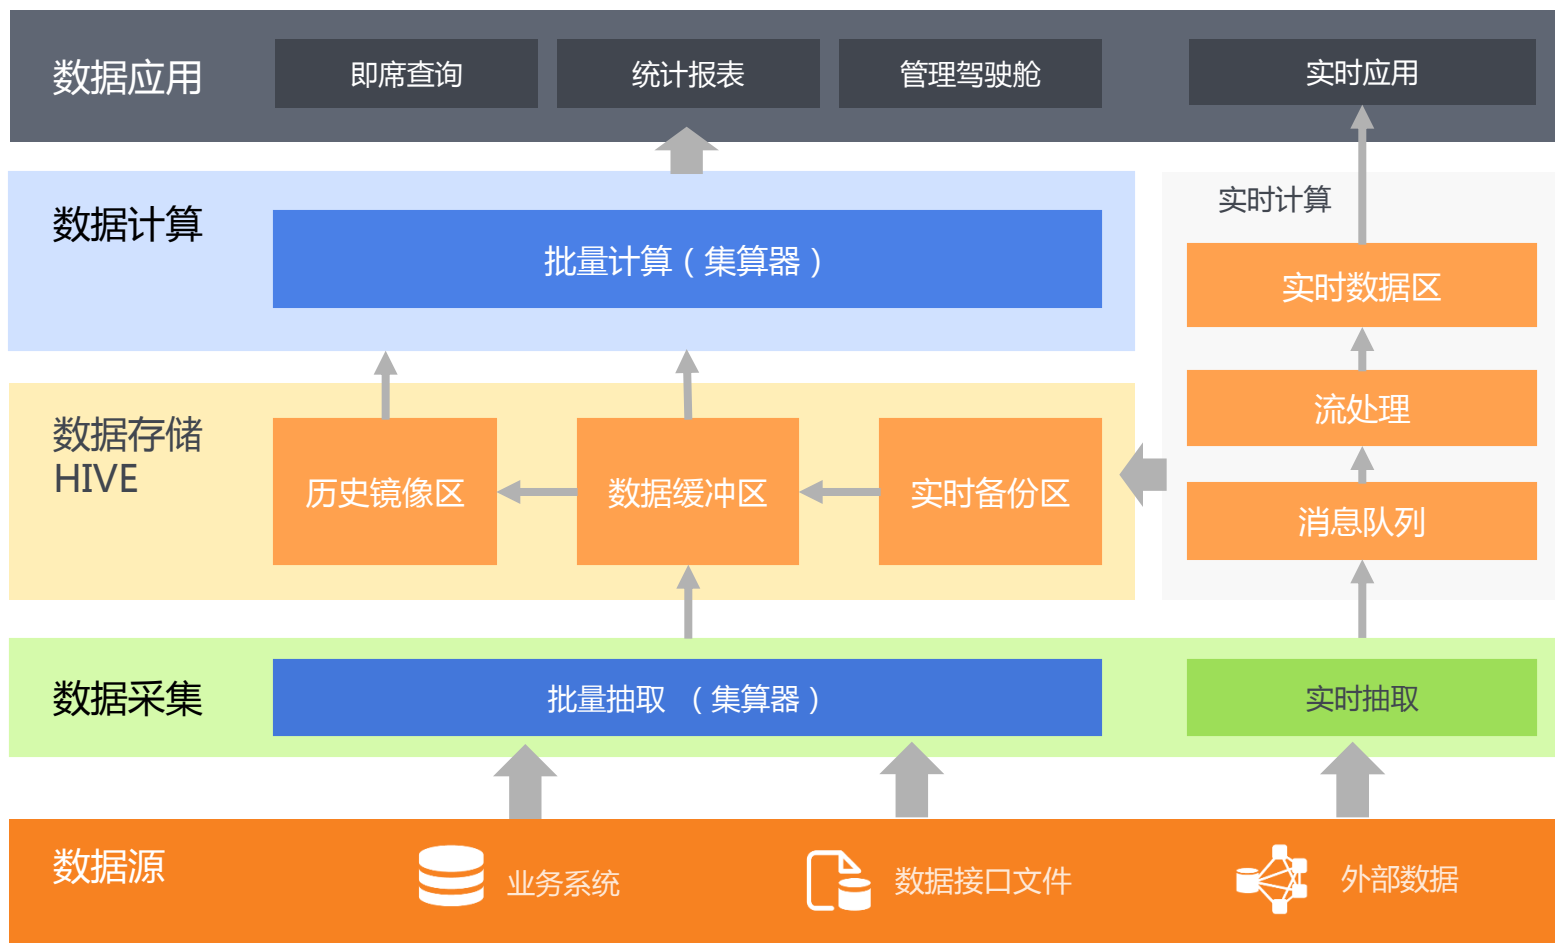 数据应用
即席查询
统计报表
管理驾驶舱
实时应用
数据计算
批量计算（集算器）
实时计算
实时数据区
流处理
消息队列
数据存储
HIVE
历史镜像区
数据缓冲区
实时备份区
数据采集
批量抽取 （集算器）
实时抽取
数据源
业务系统
数据接口文件
外部数据